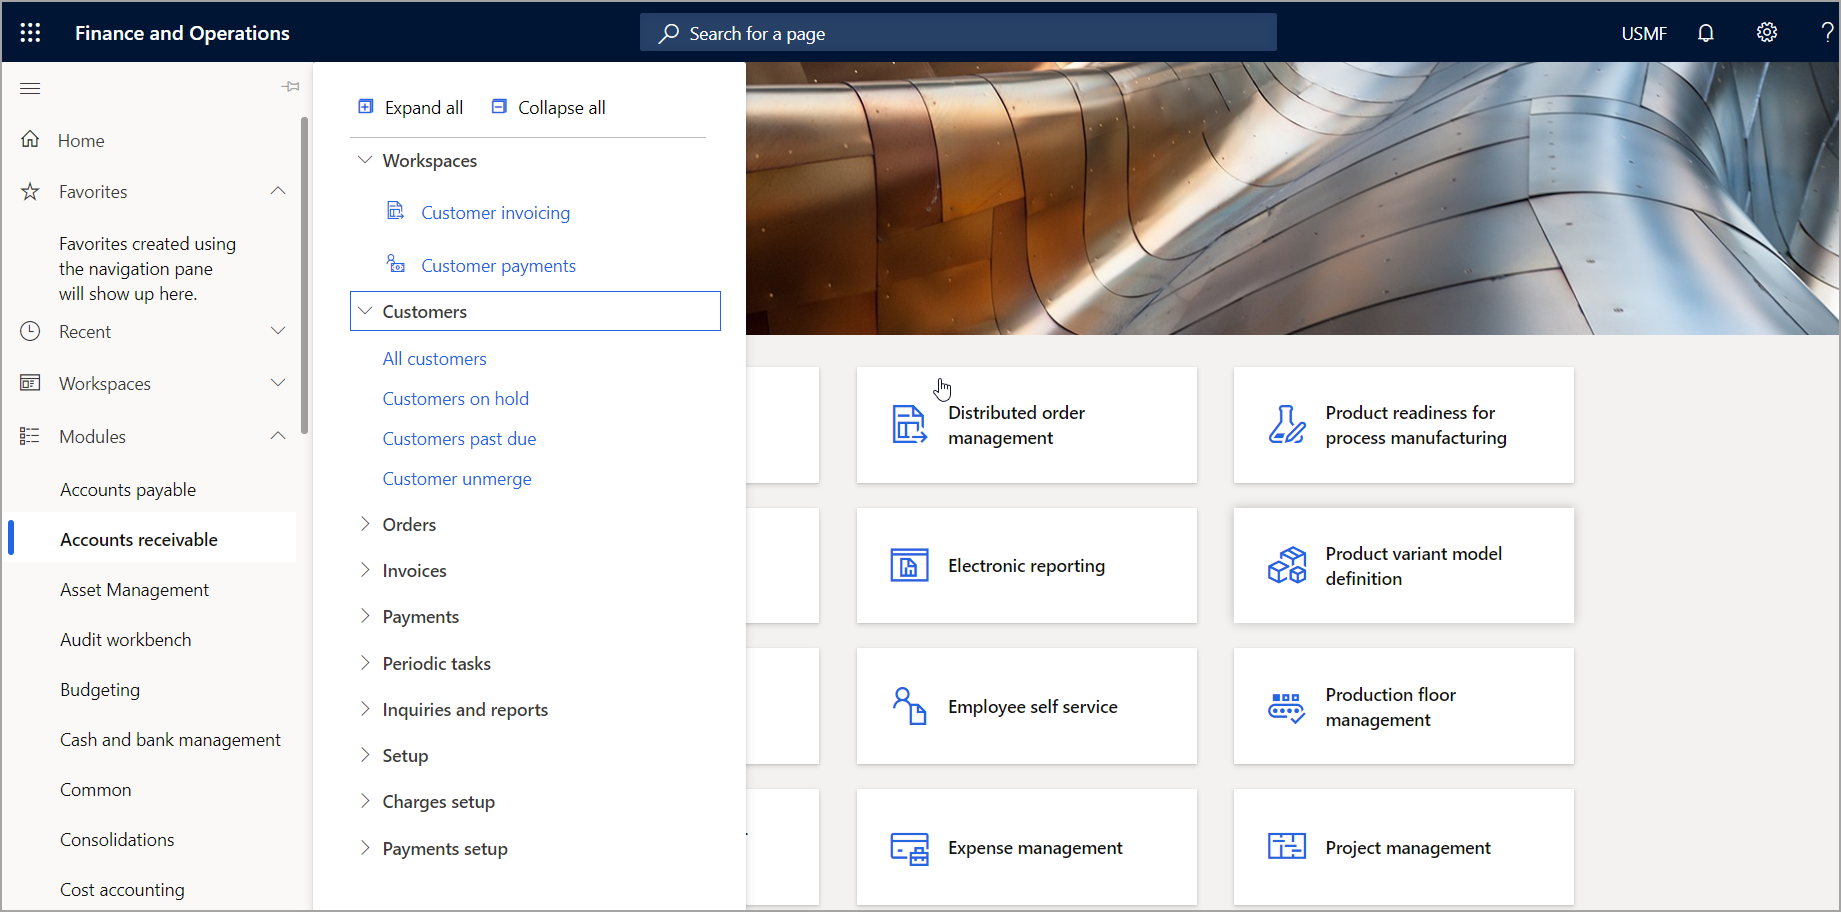 Finance and Operations
Search for a page
USMF
?
Home
Favorites
Favorites created using
the navigation pane
will show up here.
Recent
Workspaces
Modules
Accounts payable
Accounts receivable
Asset Management
Audit workbench
Budgeting
Cash and bank management
Common
Consolidations
Cost accounting
Expand all
Collapse all
Workspaces
Customer invoicing
Customer payments
Customers
All customers
Customers on hold
Customers past due
Customer unmerge
Orders
Invoices
Payments
Periodic tasks
Inquiries and reports
Setup
Charges setup
Payments setup
Distributed order
management
Product readiness for
process manufacturing
Electronic reporting
Product variant model
definition
Employee self service
Production floor
management
Expense management
Project management